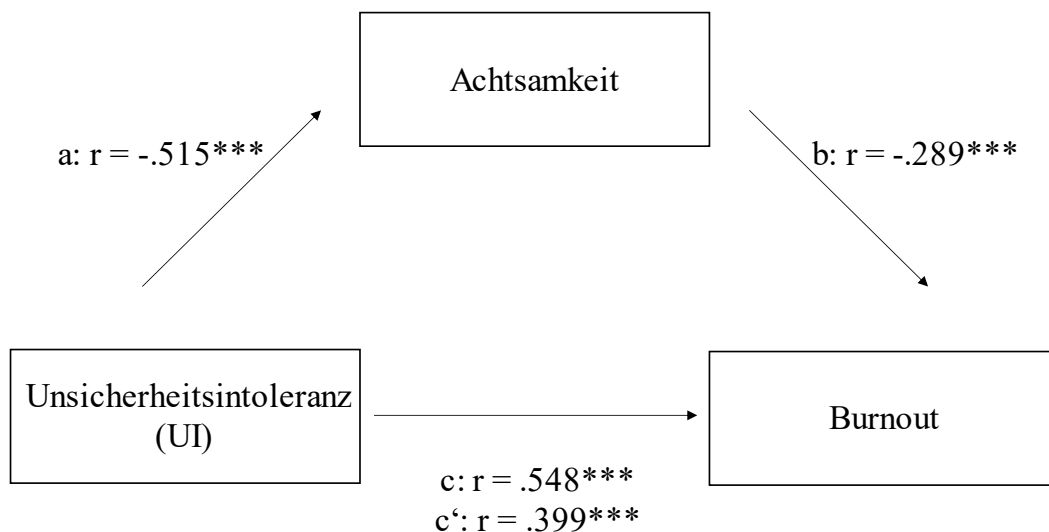 Achtsamkeit
a: r = -.515***
b: r = -.289***
Unsicherheitsintoleranz
(UI)
Burnout
c: r = .548***
c‘: r = .399***